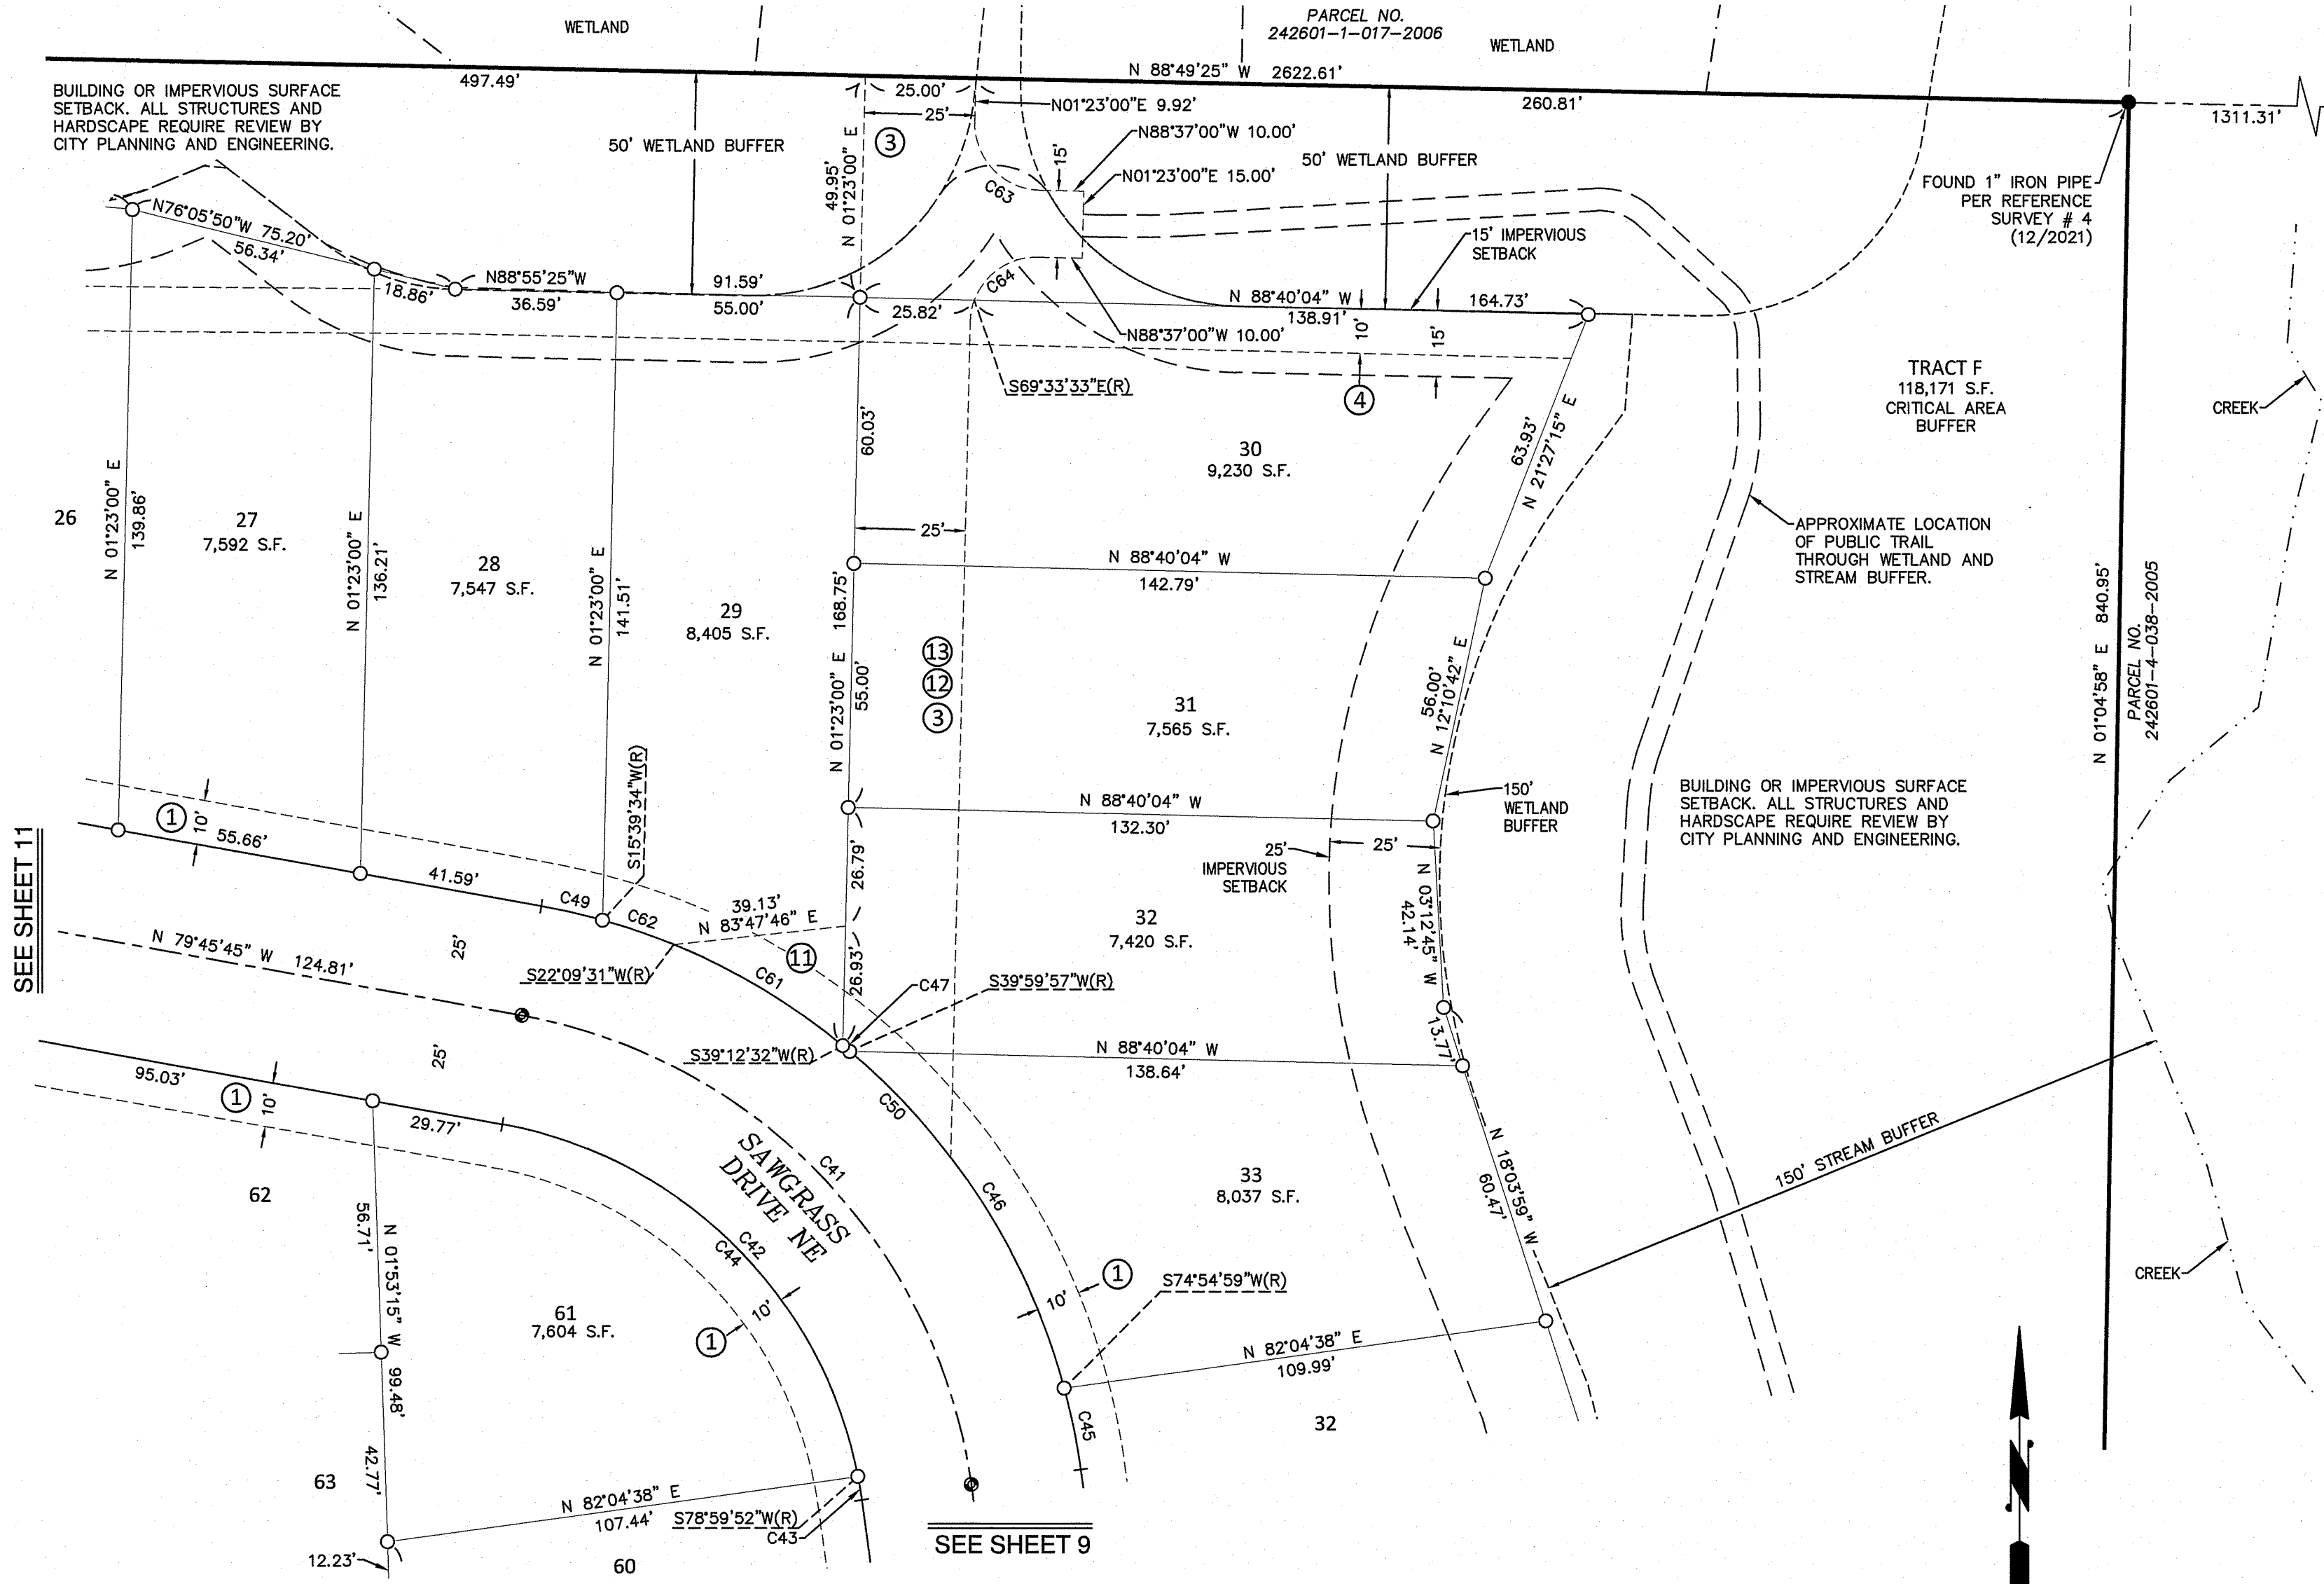 WETLAND
PARCEL NO.
242601-1-017-2006
WETLAND
497.49'
N 88°49'25" W 2622.61'
260.81'
1311.31'
BUILDING OR IMPERVIOUS SURFACE
SETBACK. ALL STRUCTURES AND
HARDSCAPE REQUIRE REVIEW BY
CITY PLANNING AND ENGINEERING.
50' WETLAND BUFFER
25.00'
25'
3
49.95'
N 01°23'00" E
N01°23'00"E 9.92'
N88°37'00"W 10.00'
15'
N01°23'00"E 15.00'
C63
C64
50' WETLAND BUFFER
15' IMPERVIOUS
SETBACK
FOUND 1" IRON PIPE
PER REFERENCE
SURVEY # 4
(12/2021)
N76°05'50"W 75.20'
56.34'
18.86'
N88°55'25"W
36.59'
91.59'
55.00'
25.82'
N 88°40'04" W
138.91'
164.73'
N88°37'00"W 10.00'
10'
15'
4
S69°33'33"E(R)
TRACT F
118,171 S.F.
CRITICAL AREA
BUFFER
CREEK
26
N 01°23'00" E
139.86'
27
7,592 S.F.
N 01°23'00" E
136.21'
28
7,547 S.F.
N 01°23'00" E
141.51'
29
8,405 S.F.
60.03'
25'
30
9,230 S.F.
63.93'
N 21°27'15" E
N 88°40'04" W
142.79'
APPROXIMATE LOCATION
OF PUBLIC TRAIL
THROUGH WETLAND AND
STREAM BUFFER.
N 01°04'58" E 840.95'
PARCEL NO.
242601-4-038-2005
N 01°23'00" E 168.75'
55.00'
13
12
3
31
7,565 S.F.
56.00'
N 12°10'42" E
N 88°40'04" W
132.30'
150'
WETLAND
BUFFER
BUILDING OR IMPERVIOUS SURFACE
SETBACK. ALL STRUCTURES AND
HARDSCAPE REQUIRE REVIEW BY
CITY PLANNING AND ENGINEERING.
25'
IMPERVIOUS
SETBACK
25'
SEE SHEET 11
1
10'
55.66'
41.59'
C49
S15°39'34"W(R)
C62
39.13'
N 83°47'46" E
26.79'
26.93'
11
C61
S22°09'31"W(R)
C47
S39°59'57"W(R)
S39°12'32"W(R)
32
7,420 S.F.
N 03°12'45" W
42.14'
13.77'
N 88°40'04" W
138.64'
N 79°45'45" W 124.81'
25'
25'
95.03'
1
10'
29.77'
C50
C46
C41
SAWGRASS
DRIVE NE
C42
C44
33
8,037 S.F.
N 18°03'59" W
60.47'
150' STREAM BUFFER
62
56.71'
N 01°53'15" W
99.48'
42.77'
61
7,604 S.F.
1
10'
10'
1
S74°54'59"W(R)
N 82°04'38" E
109.99'
CREEK
32
C45
63
N 82°04'38" E
107.44'
S78°59'52"W(R)
C43
12.23'
60
SEE SHEET 9
N